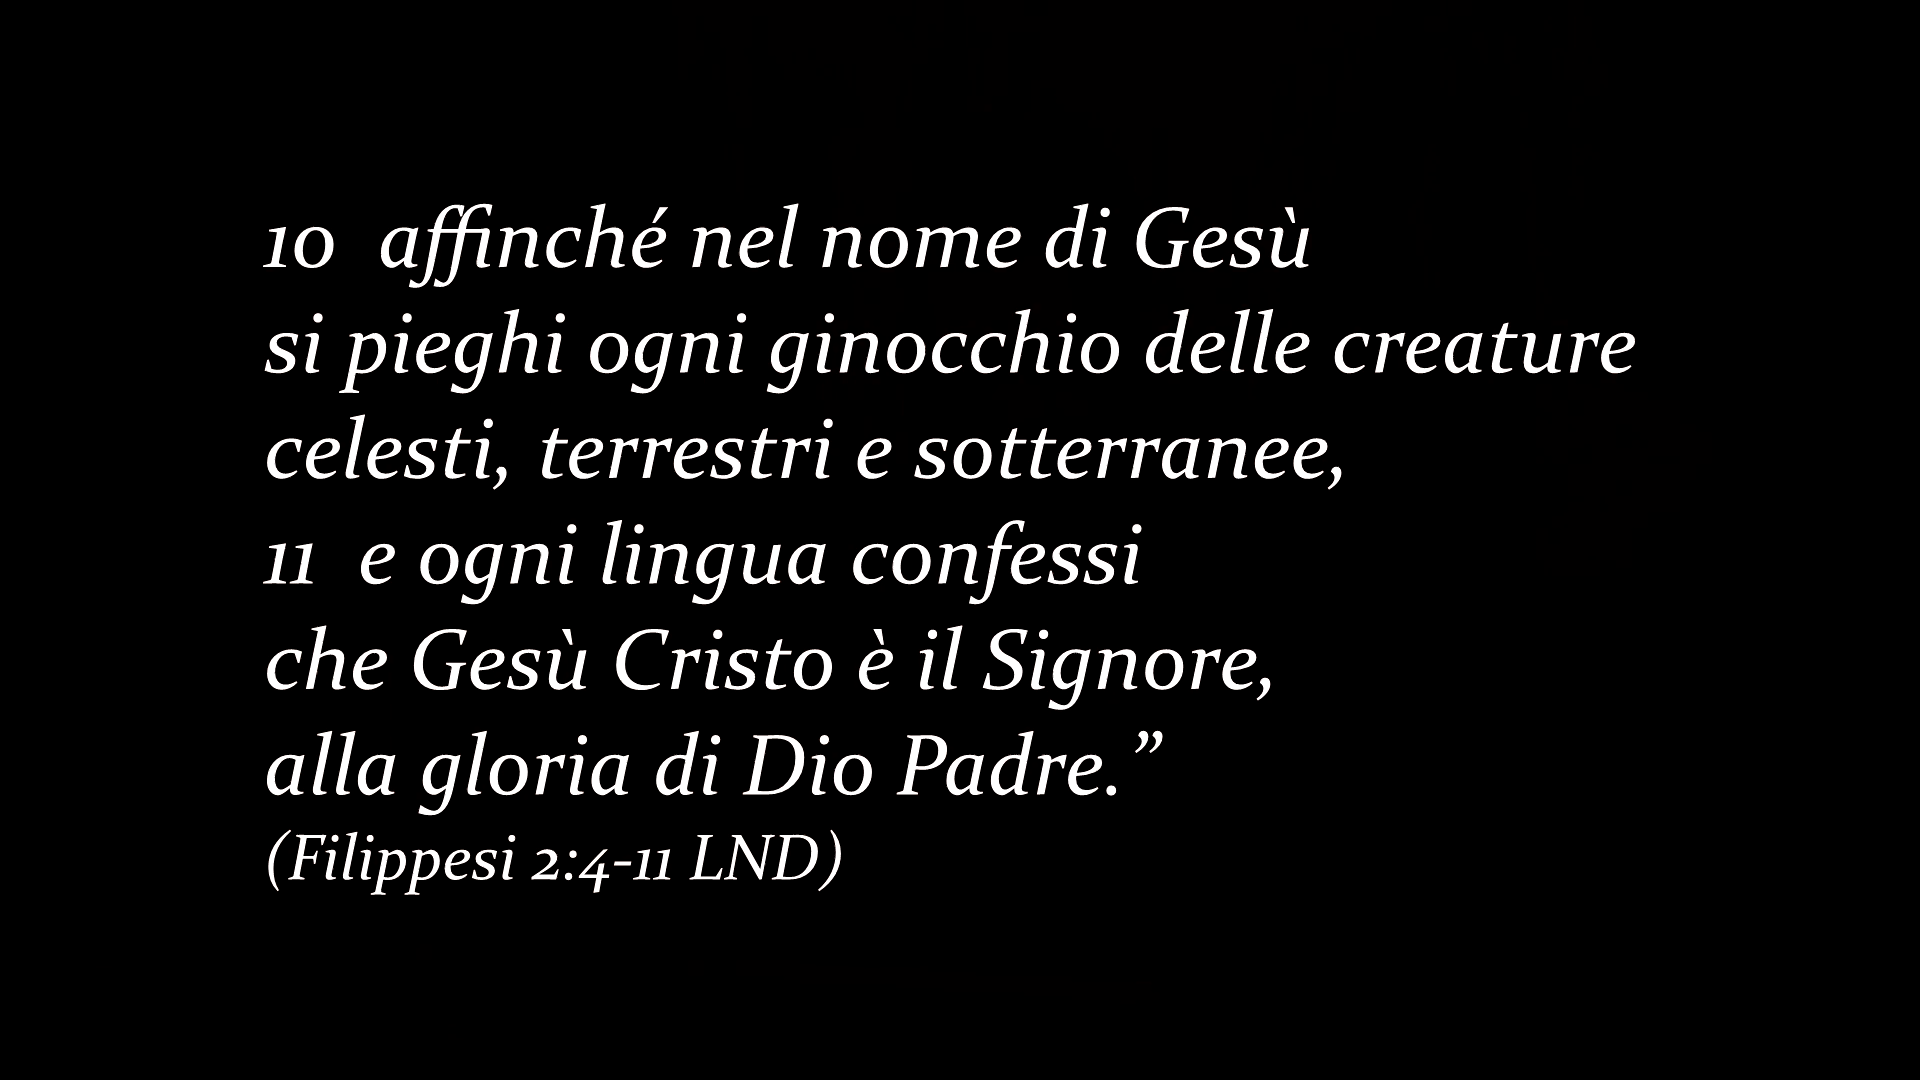 10  affinché nel nome di Gesù
si pieghi ogni ginocchio delle creature
celesti, terrestri e sotterranee,
11  e ogni lingua confessi
che Gesù Cristo è il Signore,
alla gloria di Dio Padre.”
(Filippesi 2:4-11 LND)